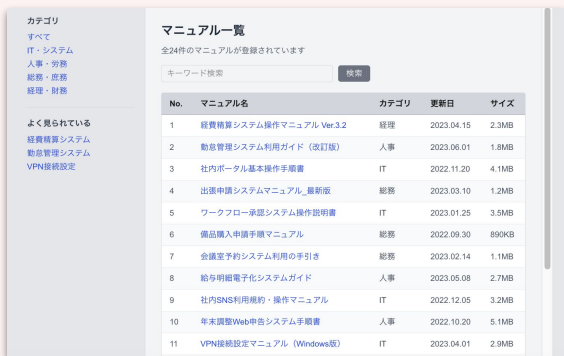 カテゴリ
すべて
IT・システム
人事・労務
総務・庶務
経理・財務
よく見られている
経費精算システム
勤怠管理システム
VPN接続設定
マニュアル一覧
全24件のマニュアルが登録されています
キーワード検索 検索
No. マニュアル名 カテゴリ 更新日 サイズ
1 経費精算システム操作マニュアル Ver.3.2 経理 2023.04.15 2.3MB
2 勤怠管理システム利用ガイド（改訂版） 人事 2023.06.01 1.8MB
3 社内ポータル基本操作手順書 IT 2022.11.20 4.1MB
4 出張申請システムマニュアル_最新版 総務 2023.03.10 1.2MB
5 ワークフロー承認システム操作説明書 IT 2023.01.25 3.5MB
6 備品購入申請手順マニュアル 総務 2022.09.30 890KB
7 会議室予約システム利用の手引き 総務 2023.02.14 1.1MB
8 給与明細電子化システムガイド 人事 2023.05.08 2.7MB
9 社内SNS利用規約・操作マニュアル IT 2022.12.05 3.2MB
10 年末調整Web申告システム手順書 人事 2022.10.20 5.1MB
11 VPN接続設定マニュアル（Windows版） IT 2023.04.01 2.9MB